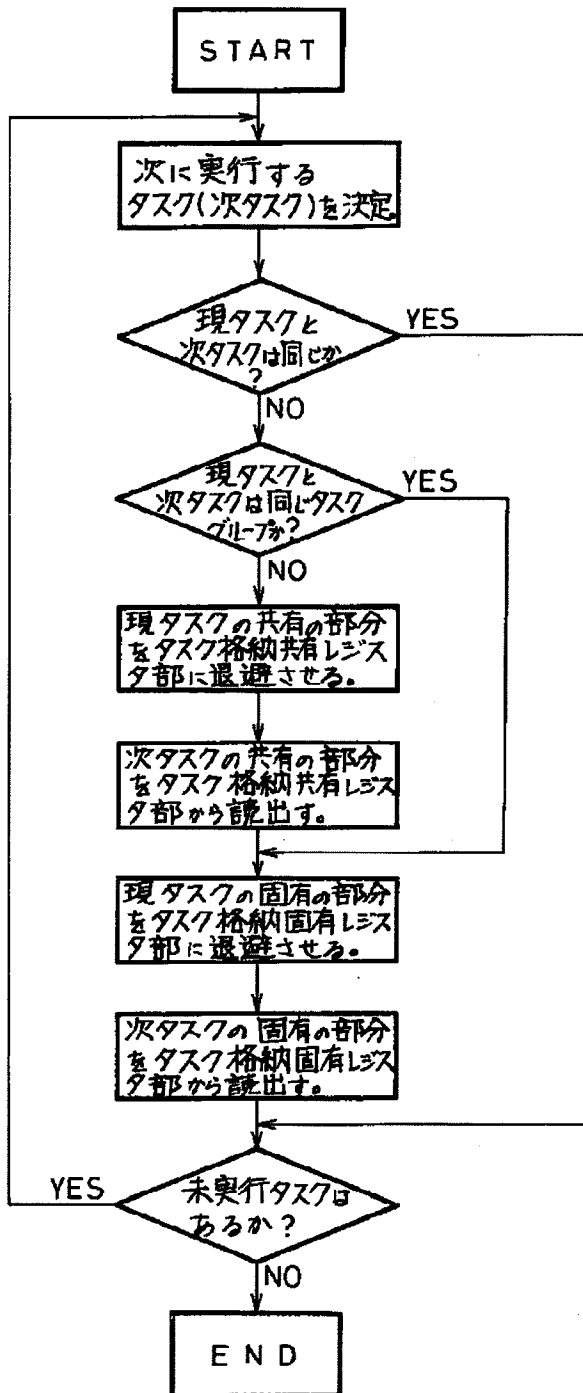 START
次に実行する
タスク(次タスク)を決定。
現タスクと
次タスクは同じか
?
YES
NO
現タスクと
次タスクは同じタスク
グループか?
YES
NO
現タスクの共有の部分
をタスク格納共有レジス
タ部に退避させる。
次タスクの共有の部分
をタスク格納共有レジス
タ部から読出す。
現タスクの固有の部分
をタスク格納固有レジス
タ部に退避させる。
次タスクの固有の部分
をタスク格納固有レジス
タ部から読出す。
YES
未実行タスクは
あるか?
NO
END